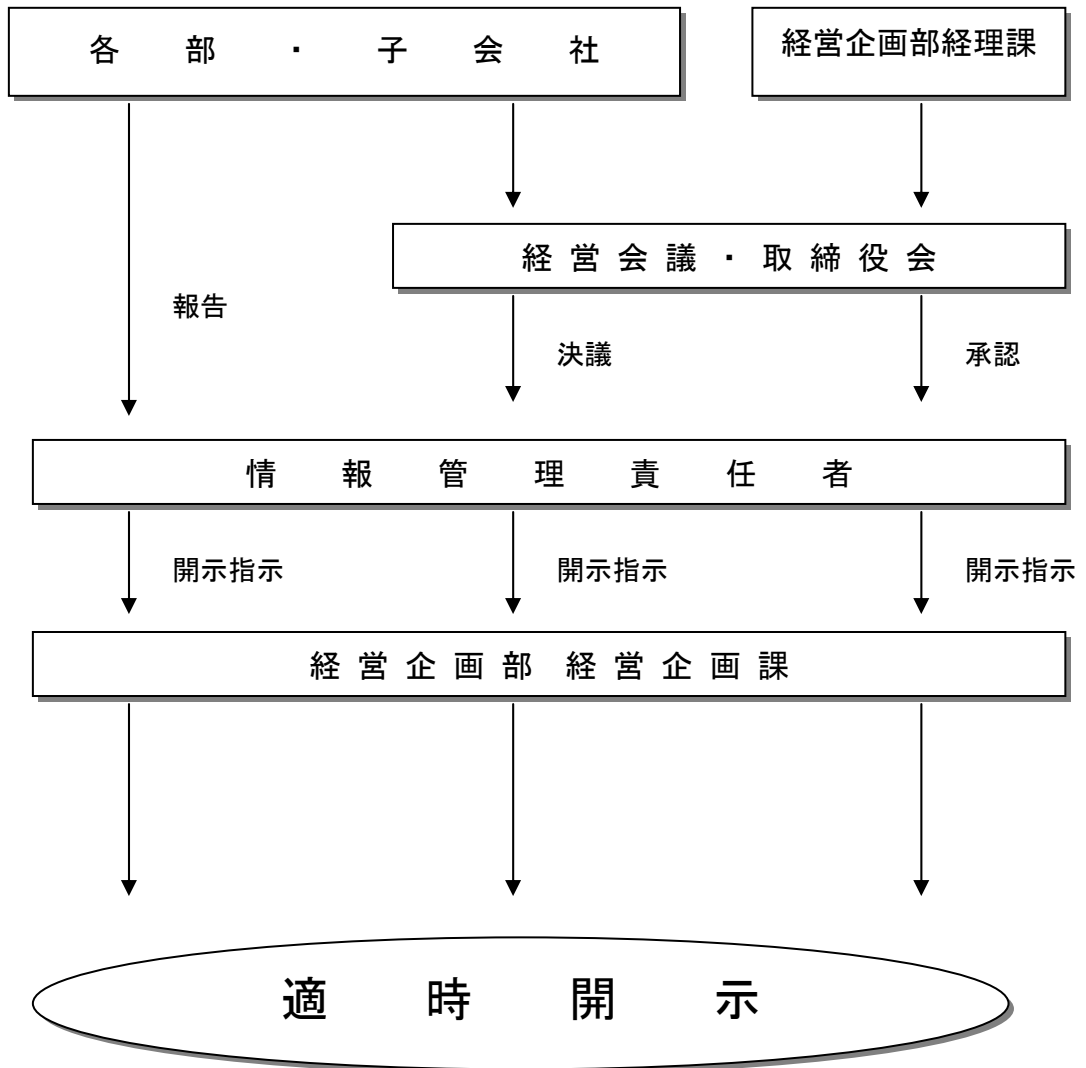 各部・子会社
経営企画部経理課
経営会議・取締役会
報告
決議
承認
情報管理責任者
開示指示
開示指示
開示指示
経営企画部 経営企画課
適時開示